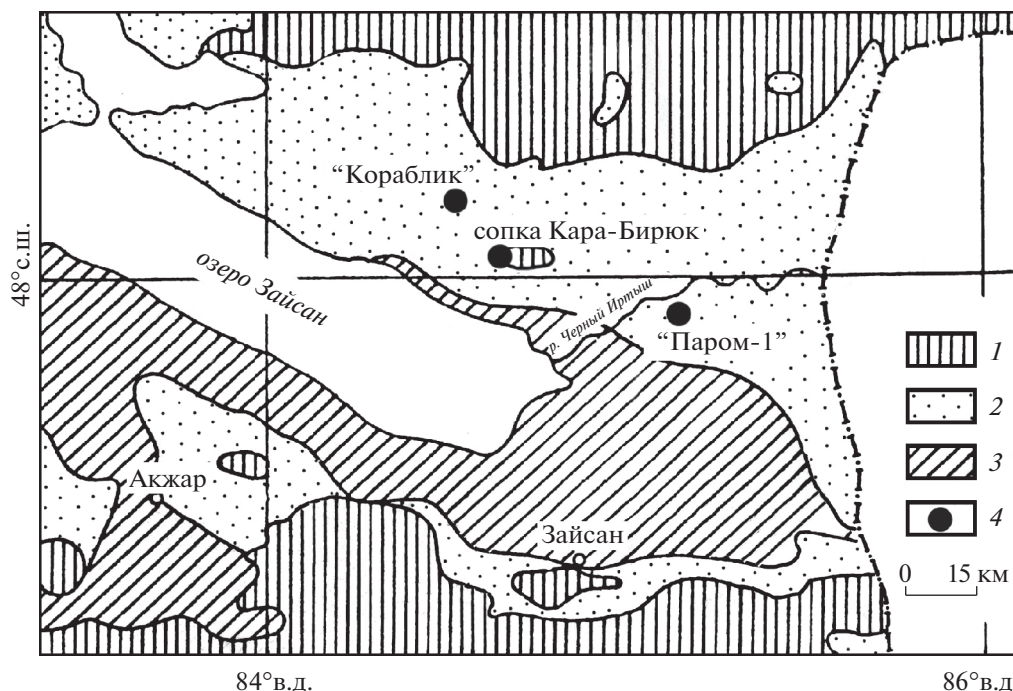 “Кораблик”
сопка Кара-Бирюк
48°с.ш.
озеро Зайсан
р. Черный Иртыш
“Паром-1”
1
2
3
4
Акжар
Зайсан
0 15 км
84°в.д.
86°в.д.